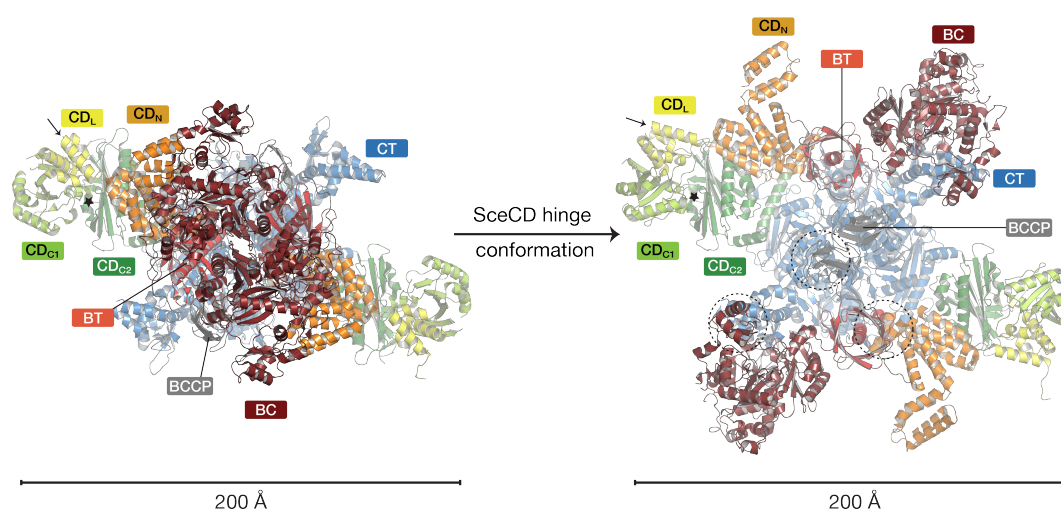 CDL
CDN
CT
CDC1
CDC2
BT
BCCP
BC
200 Å
SceCD hinge
conformation
CDN
BT
BC
CDL
CT
BCCP
CDC1
CDC2
200 Å